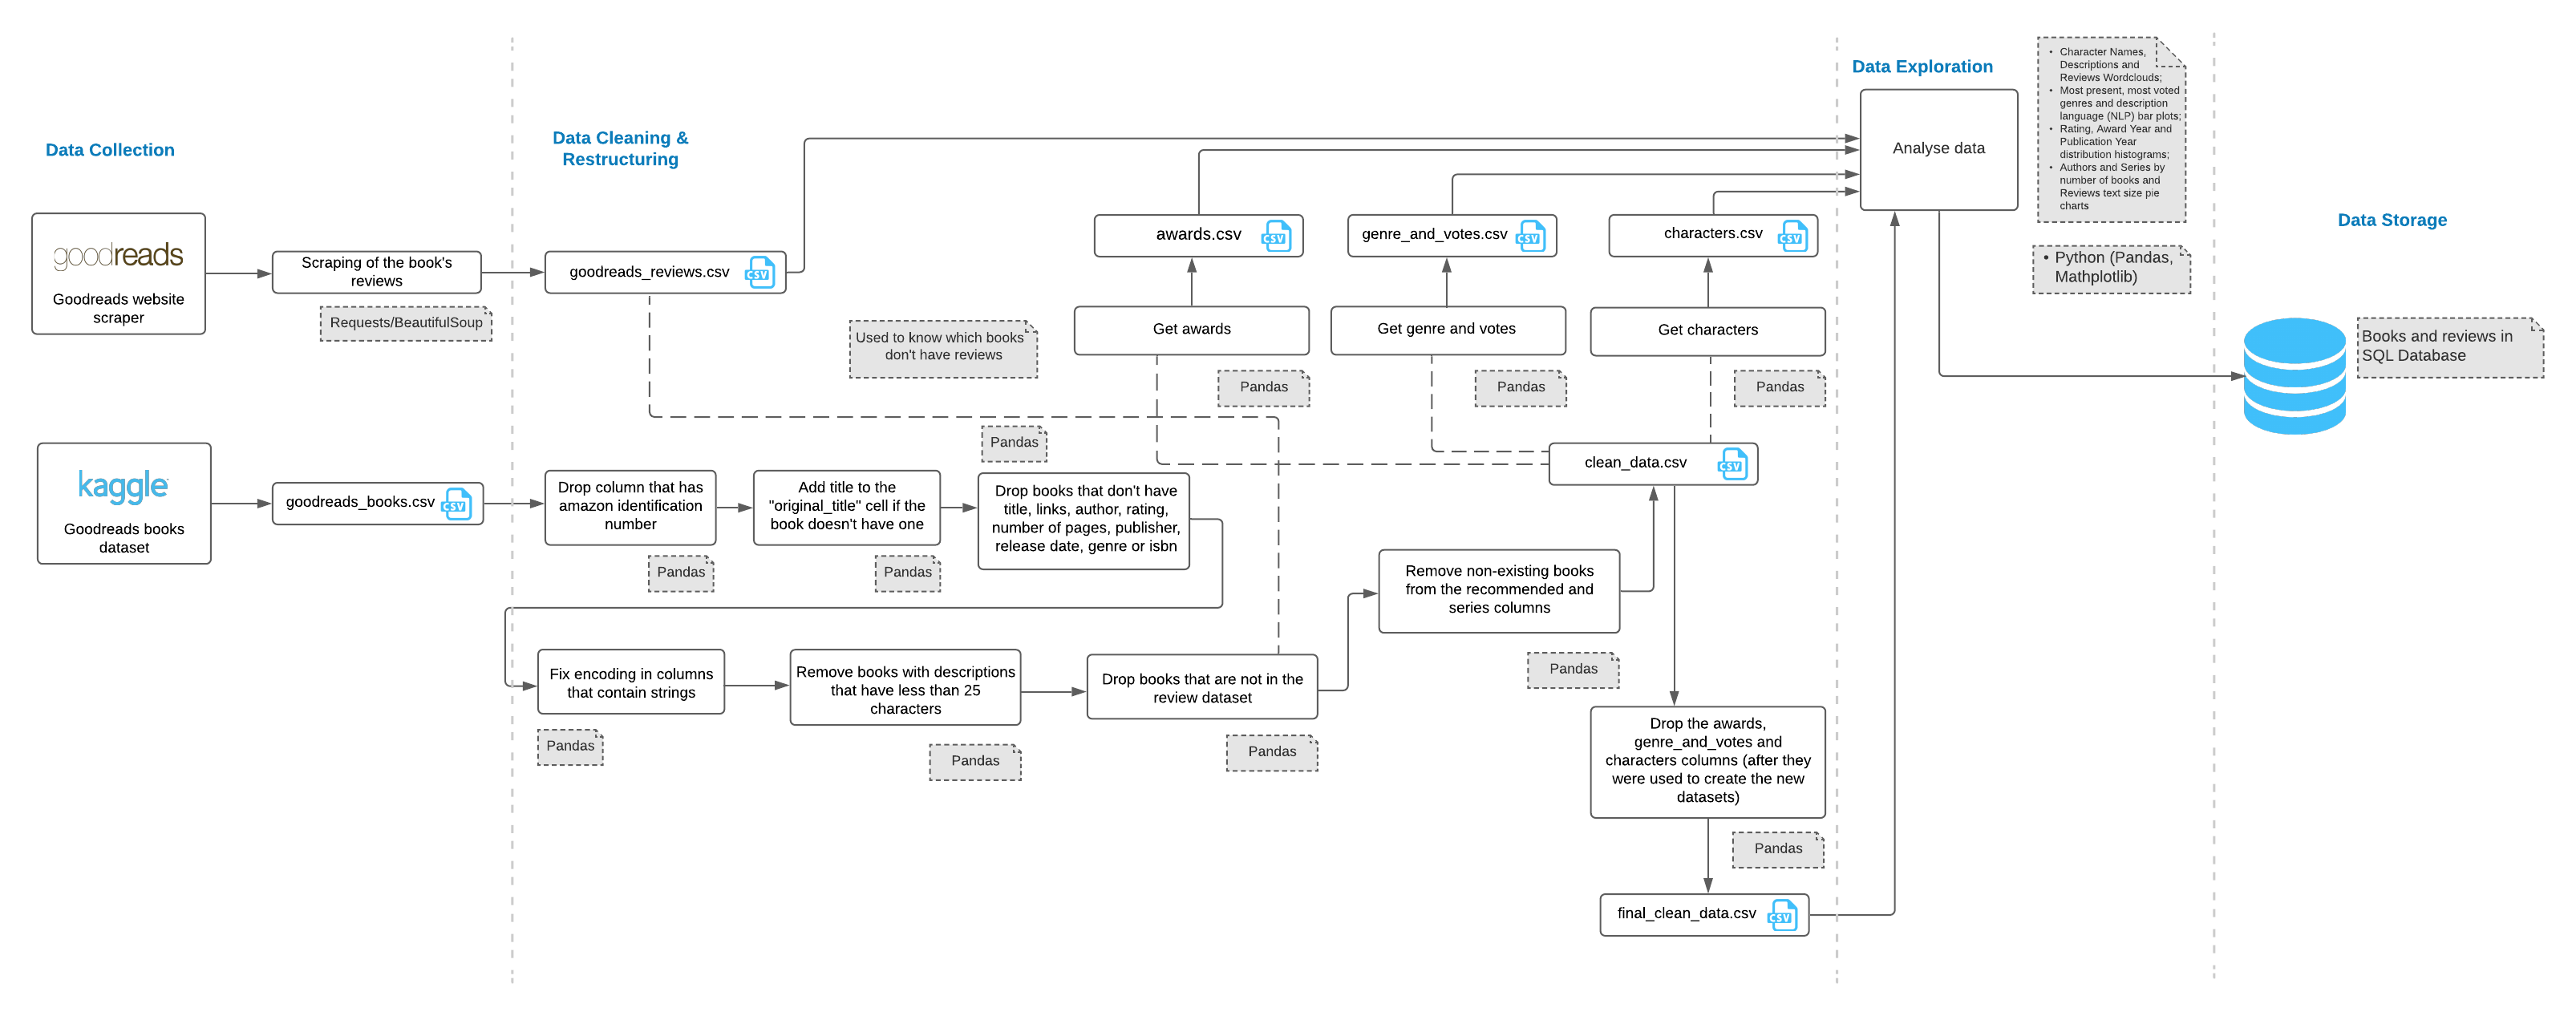 Data Collection
goodreads
Goodreads website
scraper
Scraping of the book's
reviews
Requests/BeautifulSoup
kaggle
Goodreads books
dataset
goodreads_books.csv
CSV
Data Cleaning &
Restructuring
goodreads_reviews.csv
CSV
Used to know which books
don't have reviews
awards.csv
CSV
genre_and_votes.csv
CSV
characters.csv
CSV
Get awards
Pandas
Get genre and votes
Pandas
Get characters
Pandas
clean_data.csv
CSV
Drop column that has
amazon identification
number
Pandas
Add title to the
"original_title" cell if the
book doesn't have one
Pandas
Pandas
Drop books that don't have
title, links, author, rating,
number of pages, publisher,
release date, genre or isbn
Fix encoding in columns
that contain strings
Pandas
Remove books with descriptions
that have less than 25
characters
Pandas
Drop books that are not in the
review dataset
Pandas
Remove non-existing books
from the recommended and
series columns
Pandas
Drop the awards,
genre_and_votes and
characters columns (after they
were used to create the new
datasets)
Pandas
final_clean_data.csv
CSV
Data Exploration
Analyse data
• Character Names,
Descriptions and
Reviews Wordclouds;
• Most present, most voted
genres and description
language (NLP) bar plots;
• Rating, Award Year and
Publication Year
distribution histograms;
• Authors and Series by
number of books and
Reviews text size pie
charts
• Python (Pandas,
Mathplotlib)
Data Storage
Books and reviews in
SQL Database